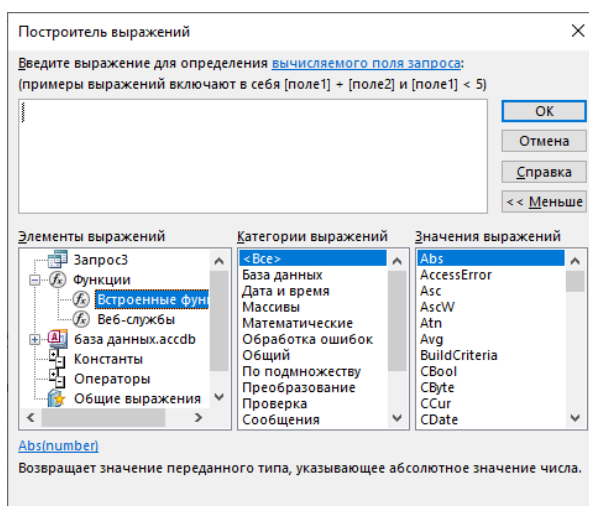 Построитель выражений
Введите выражение для определения вычисляемого поля запроса:
(примеры выражений включают в себя [поле1] + [поле2] и [поле1] < 5)
ОК
Отмена
Справка
<< Меньше
Элементы выражений
Запрос3
Функции
Встроенные фун
Веб-службы
база данных.accdb
Константы
Операторы
Общие выражения
Категории выражений
<Все>
База данных
Дата и время
Массивы
Математические
Обработка ошибок
Общий
По подмножеству
Преобразование
Проверка
Сообщения
Значения выражений
Abs
AccessError
Asc
AscW
Atn
Avg
BuildCriteria
CBool
CByte
CCur
CDate
Abs(number)
Возвращает значение переданного типа, указывающее абсолютное значение числа.